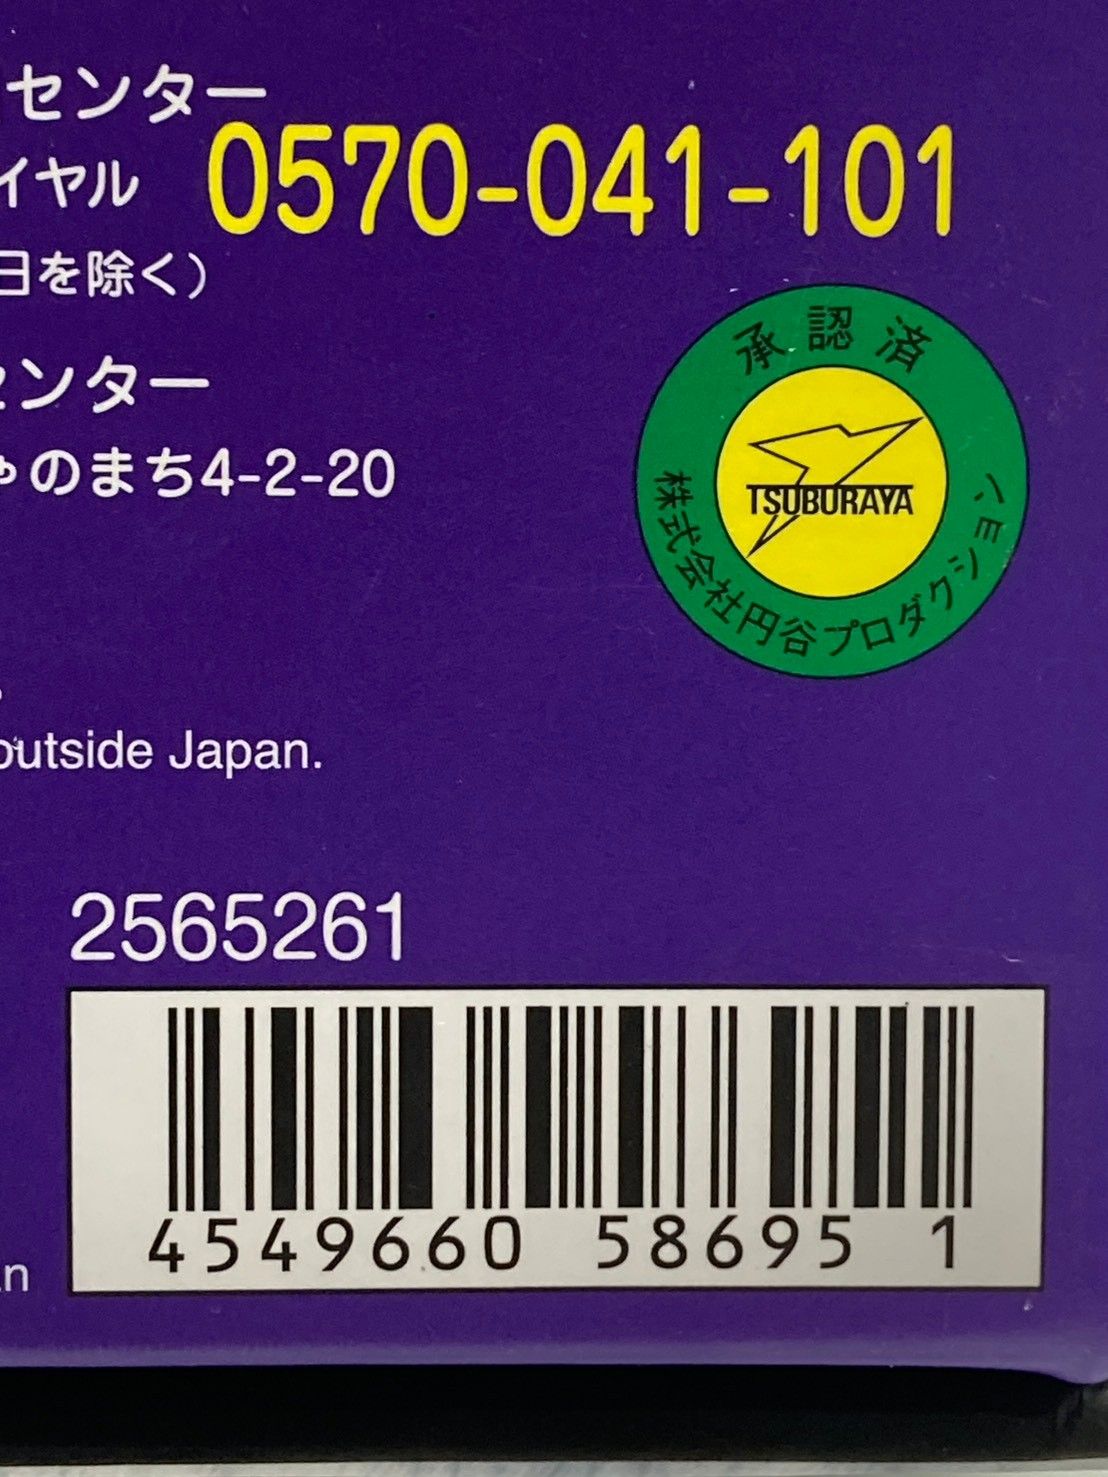 センター
イヤル 0570-041-101
日を除く)
センター
ゃのまち4-2-20
承認済
TSUBURAYA
株式会社円谷プロダクション
outside Japan.
2565261
4549660 58695 1
an